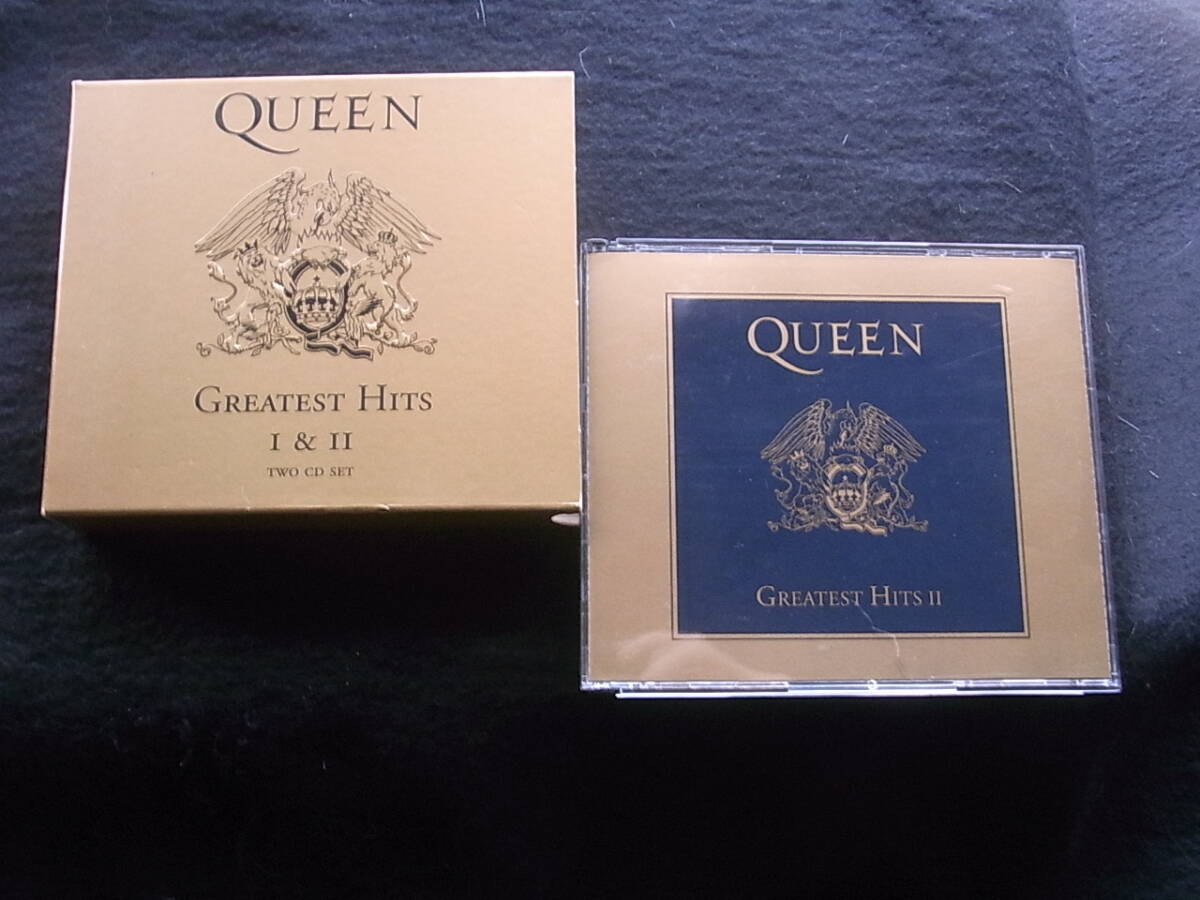 QUEEN
GREATEST HITS
I & II
TWO CD SET
QUEEN
GREATEST HITS II